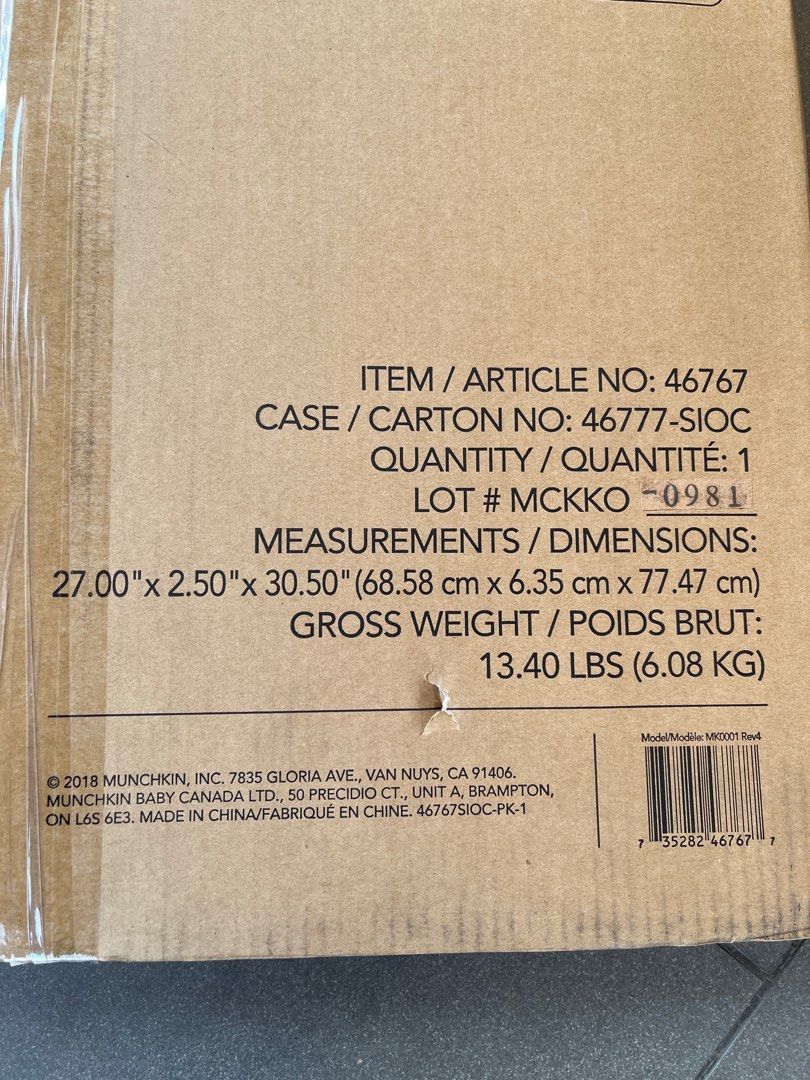 ITEM / ARTICLE NO: 46767
CASE / CARTON NO: 46777-SIOC
QUANTITY / QUANTITÉ: 1
LOT # MCKKO -0981
MEASUREMENTS / DIMENSIONS:
27.00"x 2.50"x 30.50"(68.58 cm x 6.35 cm x 77.47 cm)
GROSS WEIGHT / POIDS BRUT:
13.40 LBS (6.08 KG)
© 2018 MUNCHKIN, INC. 7835 GLORIA AVE., VAN NUYS, CA 91406.
MUNCHKIN BABY CANADA LTD., 50 PRECIDIO CT., UNIT A, BRAMPTON,
ON L6S 6E3. MADE IN CHINA/FABRIQUÉ EN CHINE. 46767SIOC-PK-1
Model/Modèle: MK0001 Rev4
7 35282 46767 7